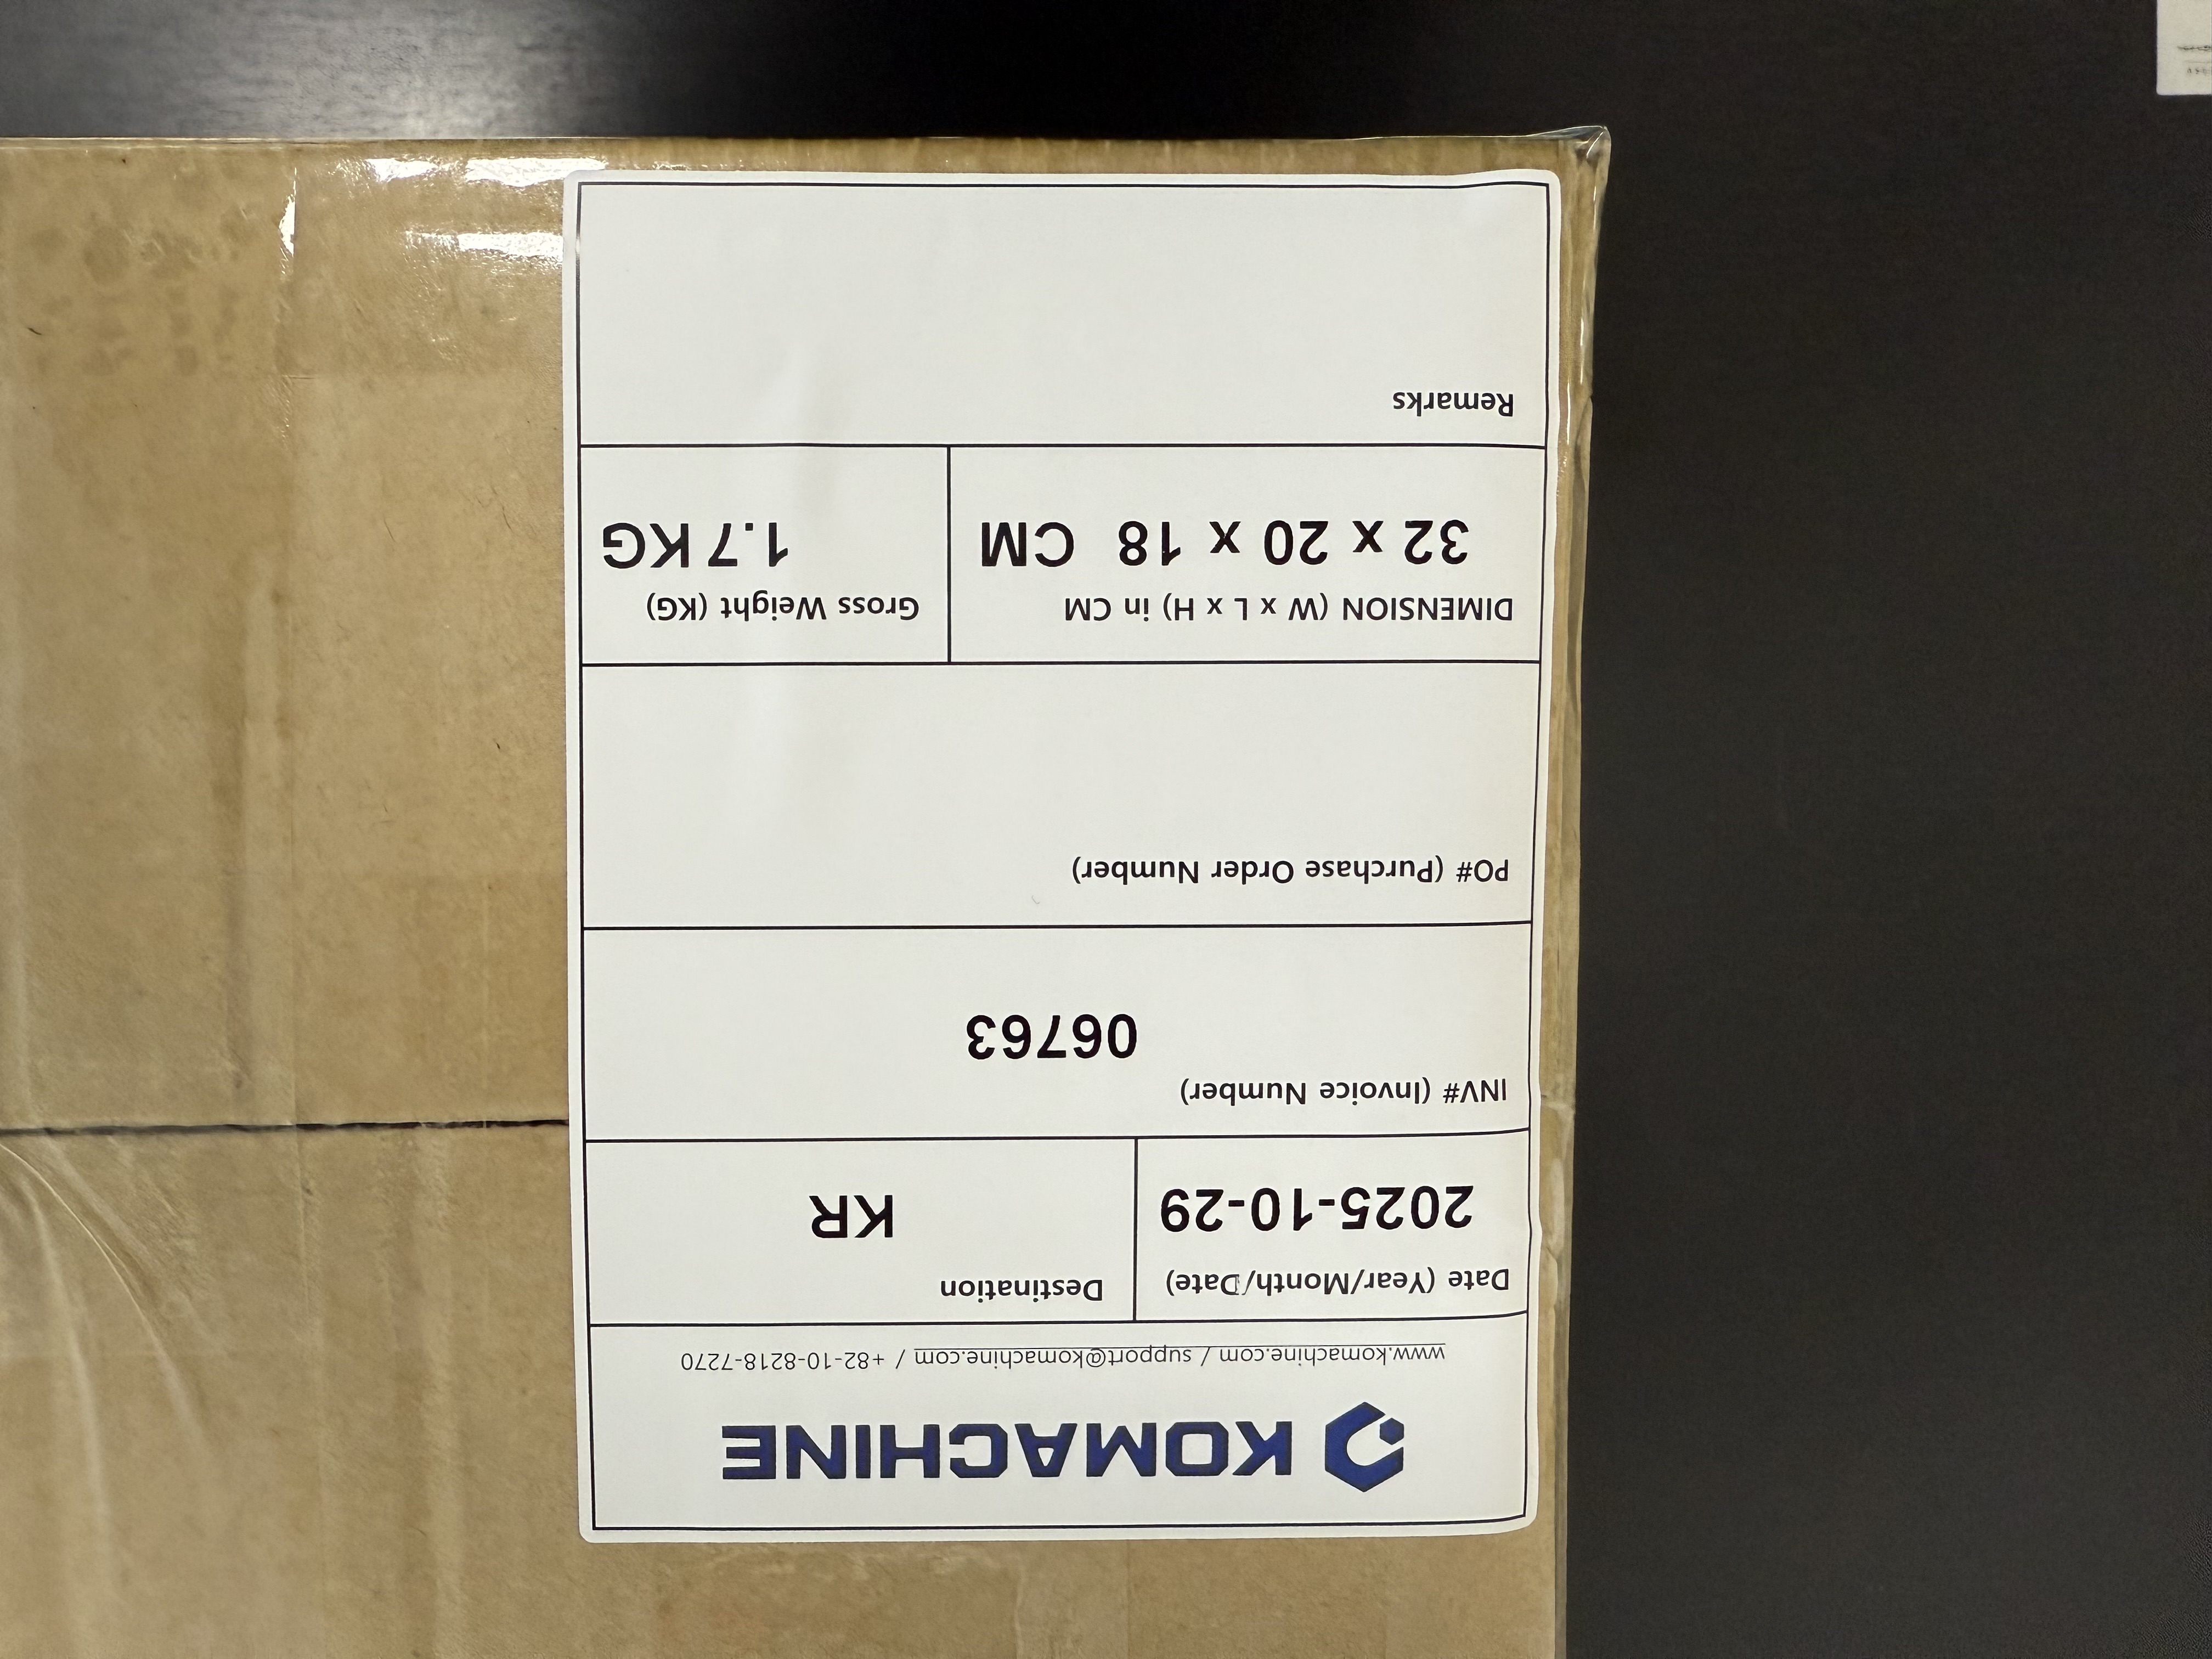 KOMACHINE
www.komachine.com / support@komachine.com / +82-10-8218-7270
Date (Year/Month/Date)
2025-10-29
Destination
KR
INV# (Invoice Number)
06763
PO# (Purchase Order Number)
DIMENSION (W x L x H) in CM
32 x 20 x 18 CM
Gross Weight (KG)
1.7 KG
Remarks